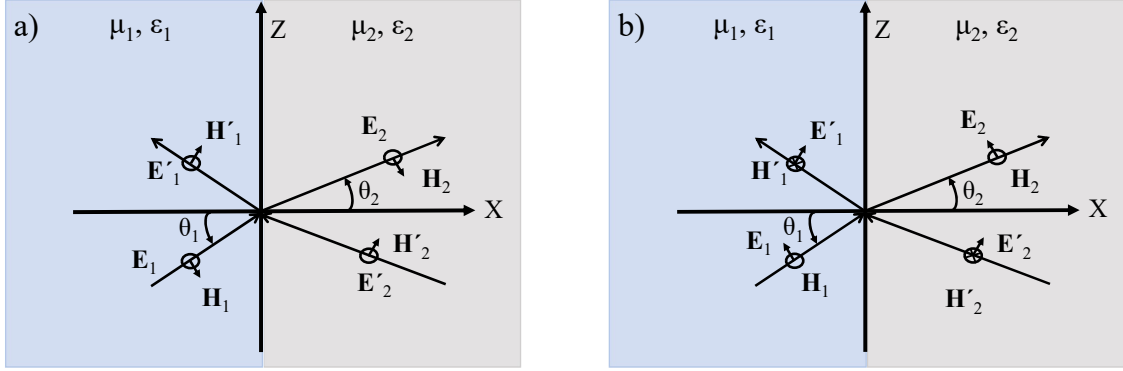 a) μ₁, ε₁ Z μ₂, ε₂
H´₁
E´₁
E₂
H₂
θ₂
X
θ₁
E₁
H₁
H´₂
E´₂
b) μ₁, ε₁ Z μ₂, ε₂
E´₁
H´₁
E₂
H₂
θ₂
X
θ₁
E₁
H₁
E´₂
H´₂